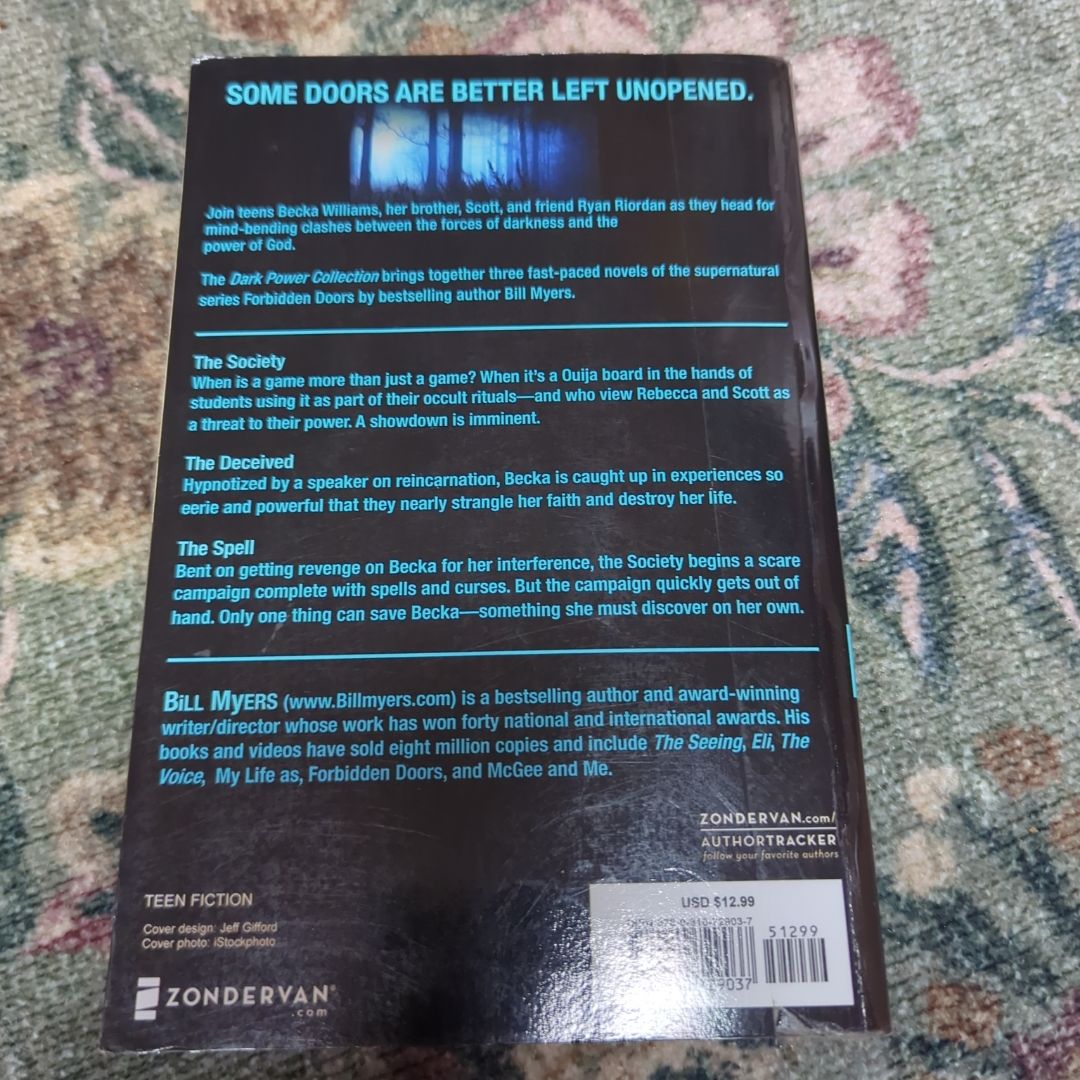 SOME DOORS ARE BETTER LEFT UNOPENED.
Join teens Becka Williams, her brother, Scott, and friend Ryan Riordan as they head for
mind-bending clashes between the forces of darkness and the
power of God.
The Dark Power Collection brings together three fast-paced novels of the supernatural
series Forbidden Doors by bestselling author Bill Myers.
The Society
When is a game more than just a game? When it's a Ouija board in the hands of
students using it as part of their occult rituals—and who view Rebecca and Scott as
a threat to their power. A showdown is imminent.
The Deceived
Hypnotized by a speaker on reincarnation, Becka is caught up in experiences so
eerie and powerful that they nearly strangle her faith and destroy her life.
The Spell
Bent on getting revenge on Becka for her interference, the Society begins a scare
campaign complete with spells and curses. But the campaign quickly gets out of
hand. Only one thing can save Becka—something she must discover on her own.
BILL MYERS (www.Billmyers.com) is a bestselling author and award-winning
writer/director whose work has won forty national and international awards. His
books and videos have sold eight million copies and include The Seeing, Eli, The
Voice, My Life as, Forbidden Doors, and McGee and Me.
ZONDERVAN.com/
AUTHORTRACKER
follow your favorite authors
TEEN FICTION
Cover design: Jeff Gifford
Cover photo: iStockphoto
USD $12.99
51299
9037
ZONDERVAN®
.com